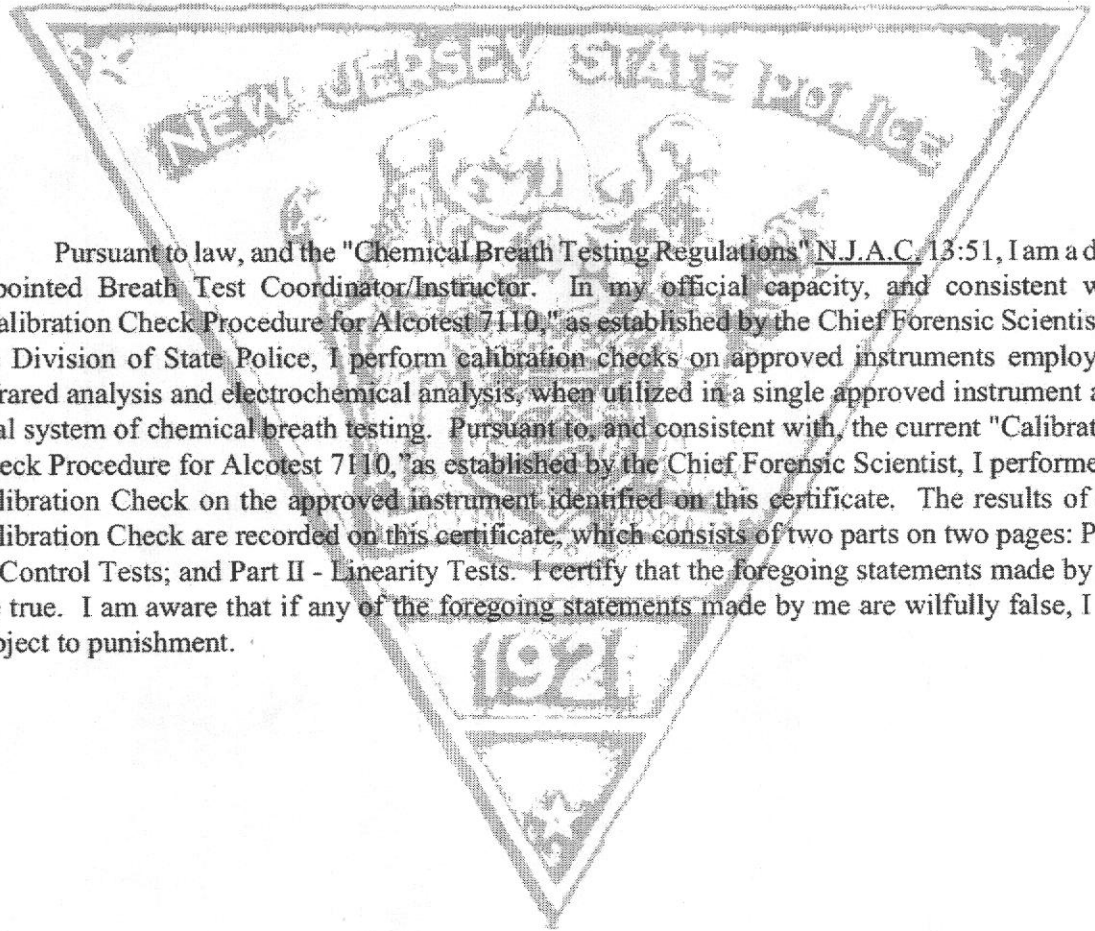 NEW JERSEY STATE POLICE
Pursuant to law, and the "Chemical Breath Testing Regulations" N.J.A.C. 13:51, I am a d
pointed Breath Test Coordinator/Instructor. In my official capacity, and consistent w
alibration Check Procedure for Alcotest 7110," as established by the Chief Forensic Scientis
Division of State Police, I perform calibration checks on approved instruments employ
rared analysis and electrochemical analysis, when utilized in a single approved instrument a
al system of chemical breath testing. Pursuant to, and consistent with, the current "Calibrat
eck Procedure for Alcotest 7110," as established by the Chief Forensic Scientist, I performe
libration Check on the approved instrument identified on this certificate. The results of
libration Check are recorded on this certificate, which consists of two parts on two pages: P
Control Tests; and Part II - Linearity Tests. I certify that the foregoing statements made by
e true. I am aware that if any of the foregoing statements made by me are wilfully false, I
bject to punishment.
1921